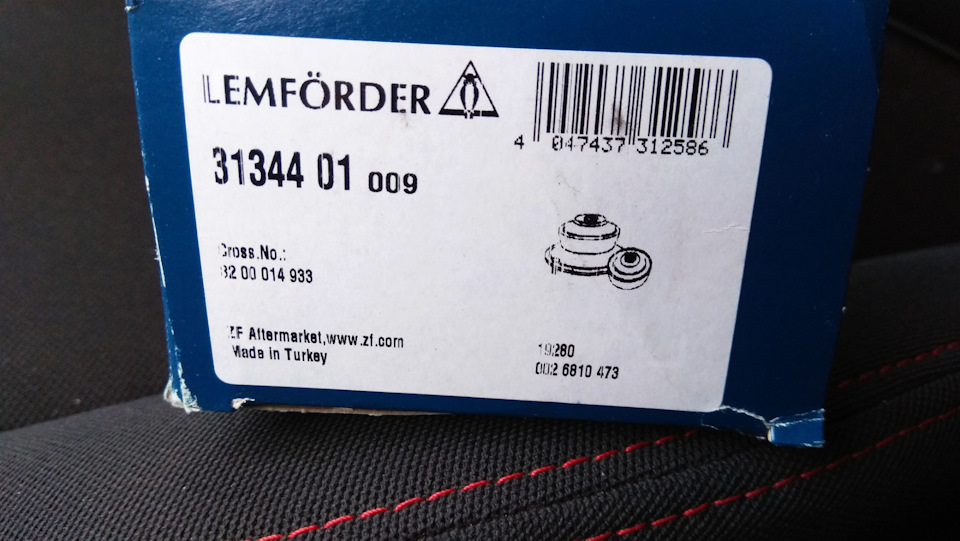 LEMFÖRDER
4 047437 312586
31344 01 009
Cross.No.:
82 00 014 933
ZF Aftermarket,www.zf.com
Made in Turkey
19280
002 6810 473